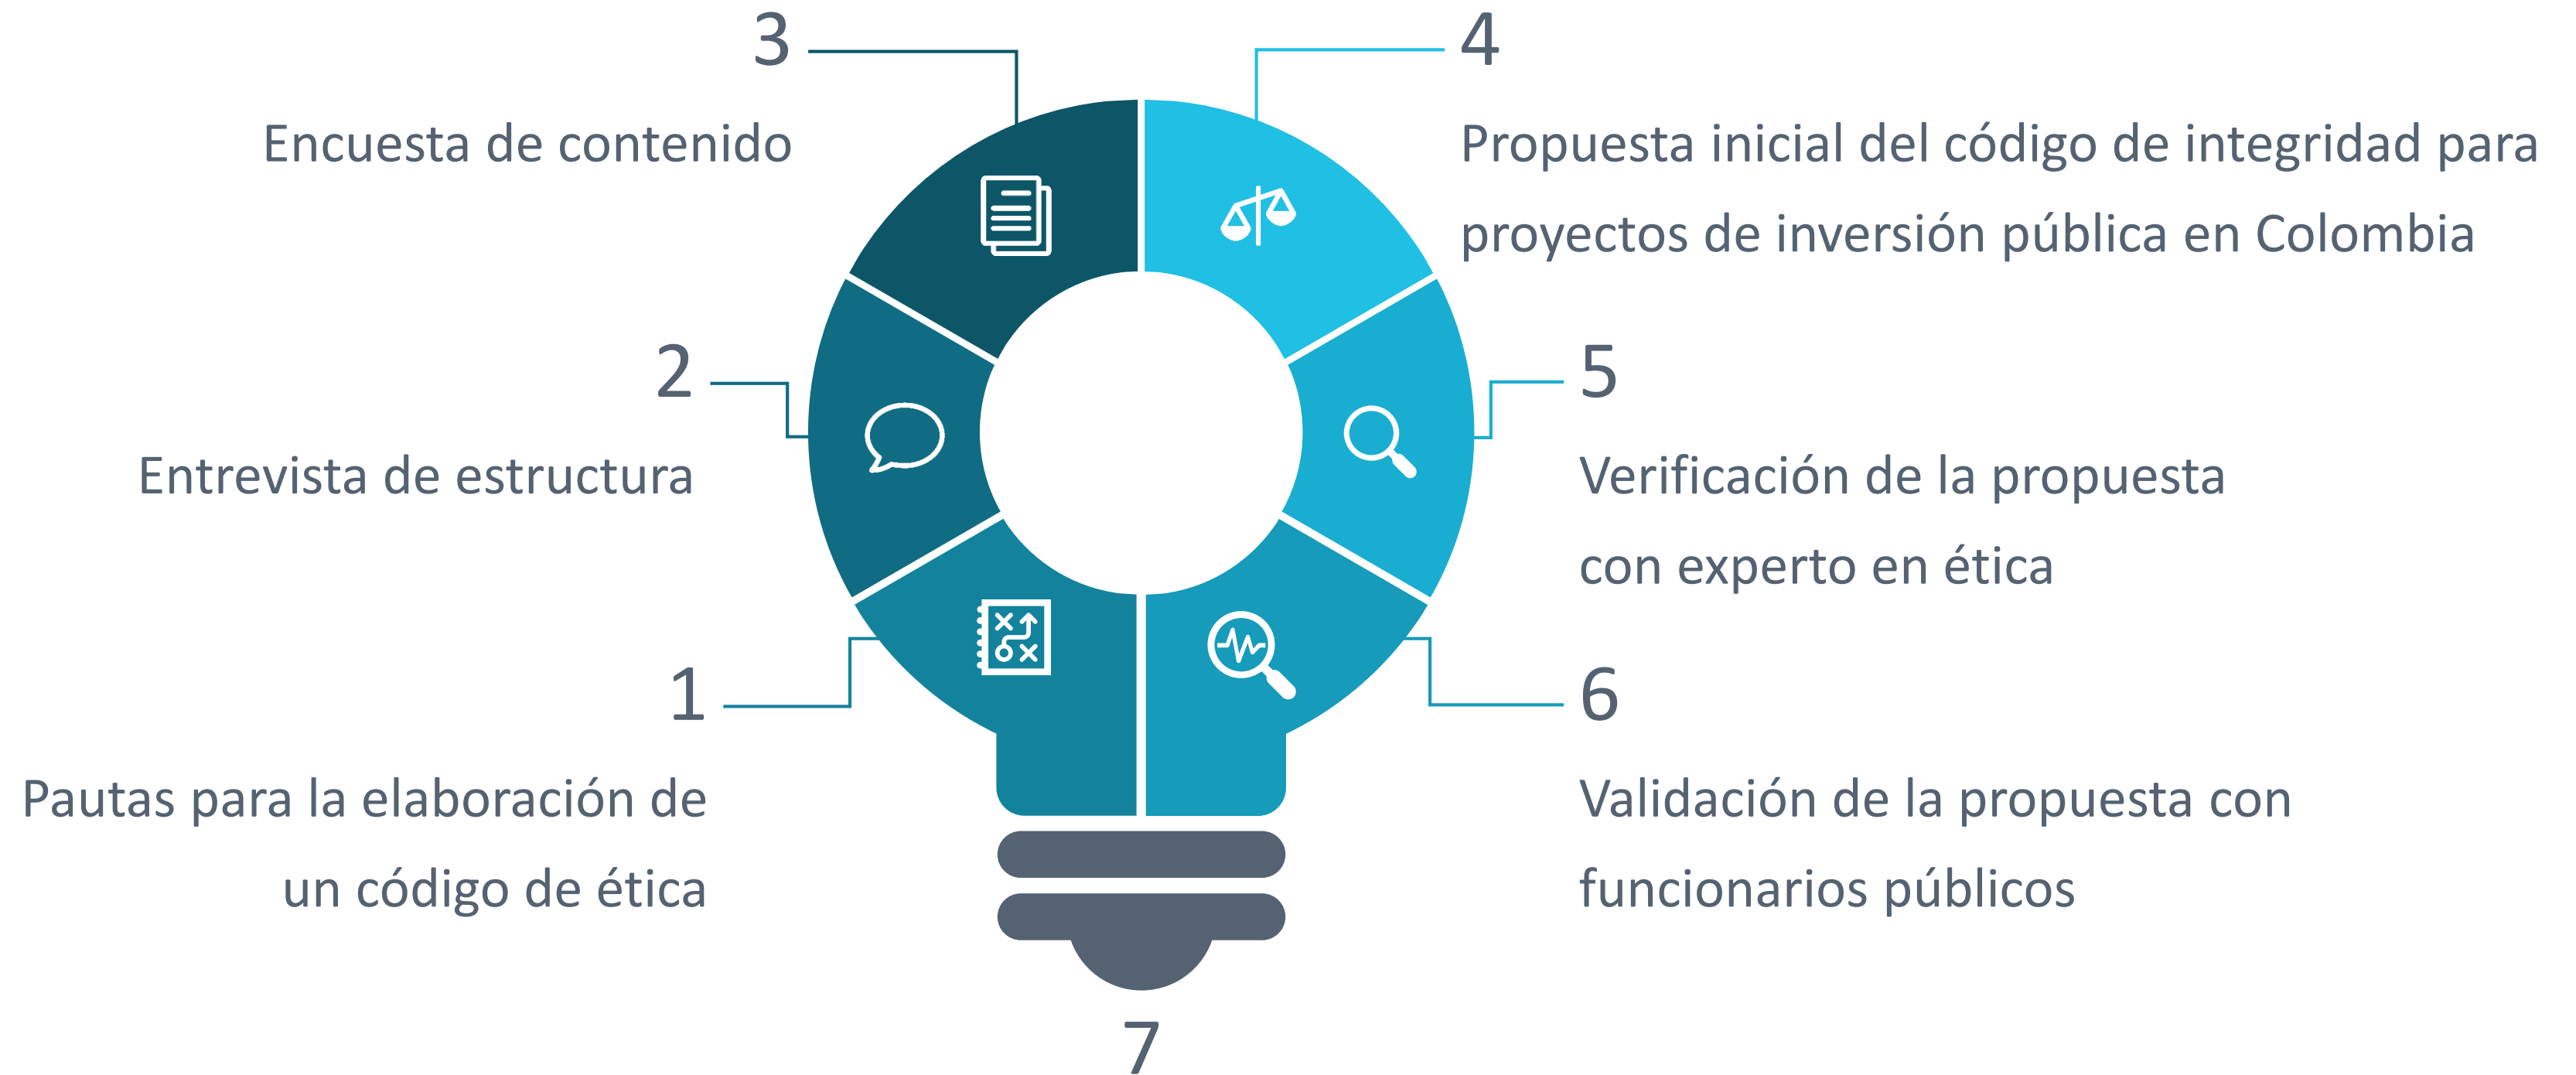 3
Encuesta de contenido
4
Propuesta inicial del código de integridad para
proyectos de inversión pública en Colombia
2
Entrevista de estructura
5
Verificación de la propuesta
con experto en ética
1
Pautas para la elaboración de
un código de ética
6
Validación de la propuesta con
funcionarios públicos
7